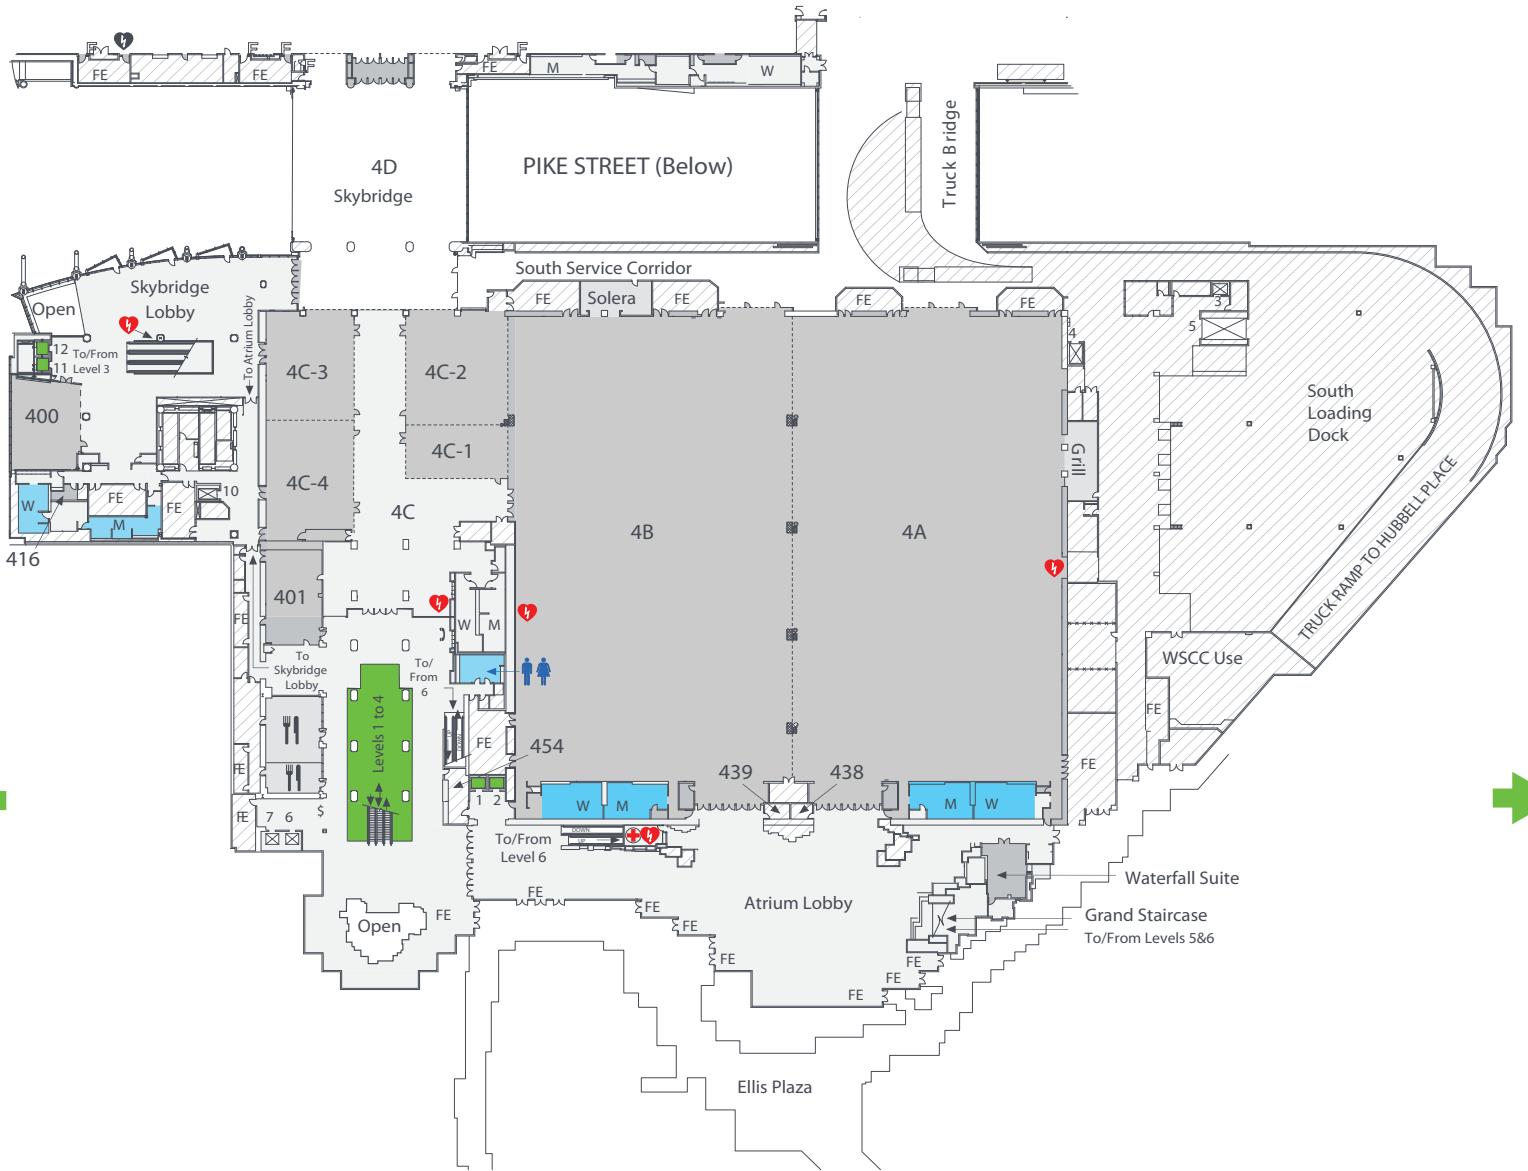 FE
FE
FE
M
W
4D
Skybridge
PIKE STREET (Below)
Truck Bridge
South Service Corridor
FE
Solera
FE
FE
FE
Skybridge
Lobby
Open
To Atrium Lobby
12
11
To/From
Level 3
400
4C-3
4C-2
4C-1
4C-4
4C
4B
4A
Grill
3
4
5
South
Loading
Dock
TRUCK RAMP TO HUBBELL PLACE
W
FE
FE
M
10
416
401
FE
W
M
To
Skybridge
Lobby
To/
From
6
Levels 1 to 4
UP
DOWN
FE
454
439
438
WSCC Use
FE
FE
FE
FE
$
7
6
1
2
W
M
M
W
To/From
Level 6
DOWN
UP
FE
FE
FE
FE
FE
FE
FE
FE
Open
Atrium Lobby
Waterfall Suite
Grand Staircase
To/From Levels 5&6
Ellis Plaza